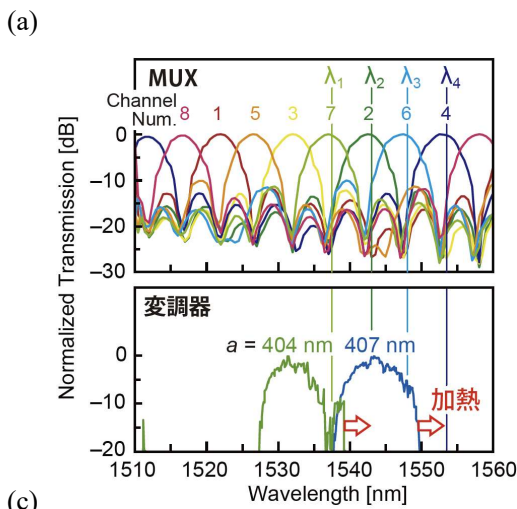 (a)
MUX
λ1 λ2 λ3 λ4
Channel
Num. 8 1 5 3 7 2 6 4
Normalized Transmission [dB]
0
−10
−20
−30
変調器
a = 404 nm 407 nm
加熱
0
−10
−20
1510 1520 1530 1540 1550 1560
Wavelength [nm]
(c)